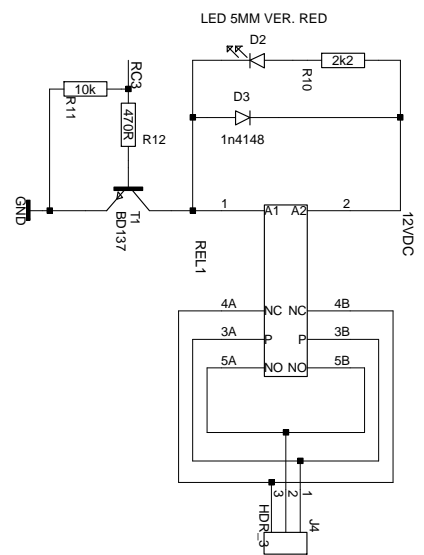 LED 5MM VER. RED
RC3
D2
10k
R11
470R
R12
R10
2k2
D3
1n4148
GND
T1
BD137
REL1
1
A1 A2
2
12VDC
4A
NC NC
4B
3A
P P
3B
5A
NO NO
5B
3
2
1
HDR_3
J4